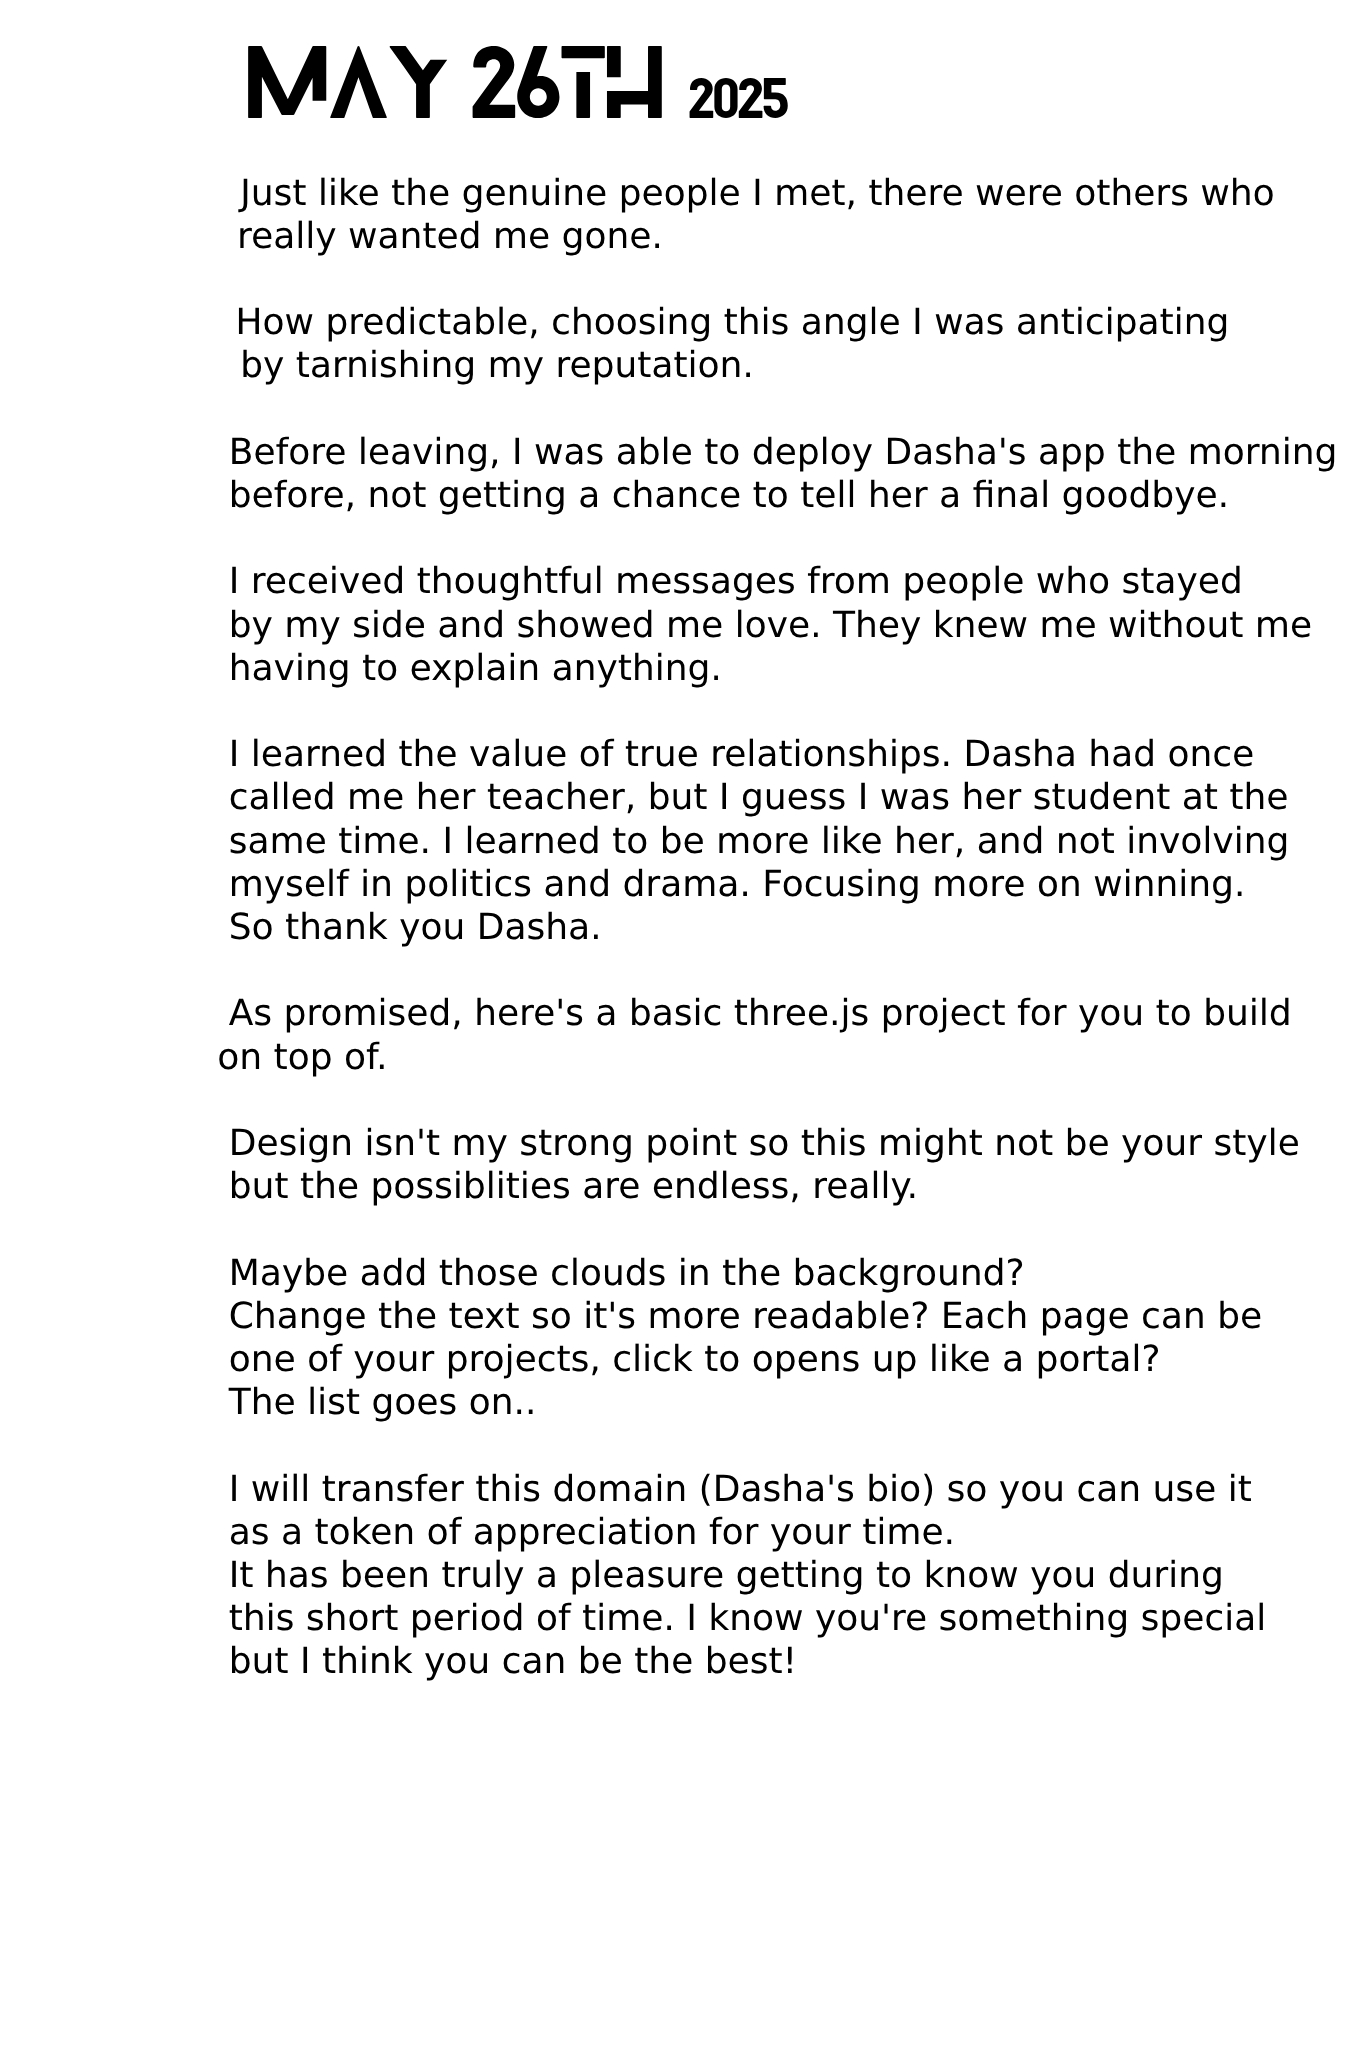 MAY 26TH 2025
Just like the genuine people I met, there were others who
really wanted me gone.
How predictable, choosing this angle I was anticipating
by tarnishing my reputation.
Before leaving, I was able to deploy Dasha's app the morning
before, not getting a chance to tell her a final goodbye.
I received thoughtful messages from people who stayed
by my side and showed me love. They knew me without me
having to explain anything.
I learned the value of true relationships. Dasha had once
called me her teacher, but I guess I was her student at the
same time. I learned to be more like her, and not involving
myself in politics and drama. Focusing more on winning.
So thank you Dasha.
As promised, here's a basic three.js project for you to build
on top of.
Design isn't my strong point so this might not be your style
but the possiblities are endless, really.
Maybe add those clouds in the background?
Change the text so it's more readable? Each page can be
one of your projects, click to opens up like a portal?
The list goes on..
I will transfer this domain (Dasha's bio) so you can use it
as a token of appreciation for your time.
It has been truly a pleasure getting to know you during
this short period of time. I know you're something special
but I think you can be the best!